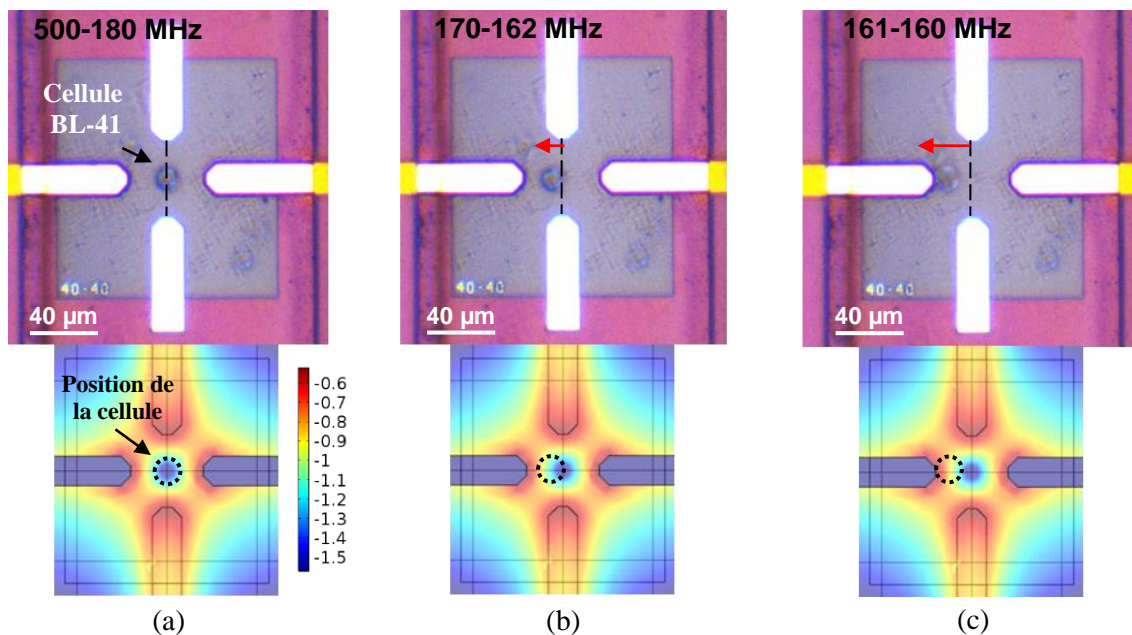 500-180 MHz
Cellule
BL-41
40-40
40 µm
170-162 MHz
40-40
40 µm
161-160 MHz
40-40
40 µm
Position de
la cellule
-0.6
-0.7
-0.8
-0.9
-1
-1.1
-1.2
-1.3
-1.4
-1.5
(a)
(b)
(c)